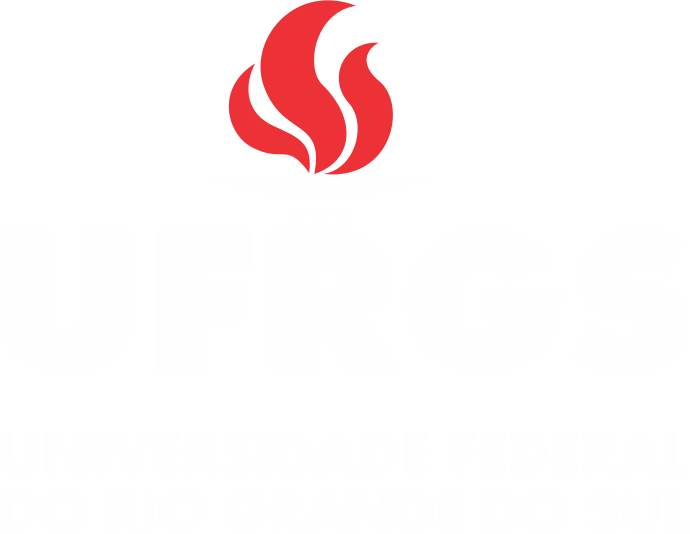 UFRGS
UNIVERSIDADE FEDERAL
DO RIO GRANDE DO SUL